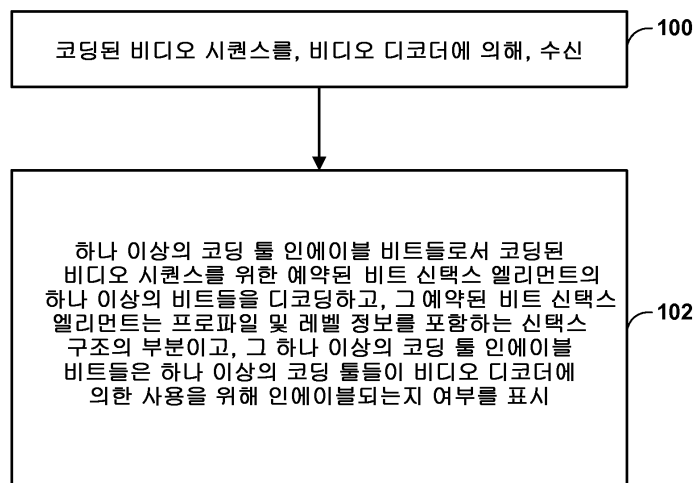 코딩된 비디오 시퀀스를, 비디오 디코더에 의해, 수신
100
하나 이상의 코딩 툴 인에이블 비트들로서 코딩된
비디오 시퀀스를 위한 예약된 비트 신택스 엘리먼트의
하나 이상의 비트들을 디코딩하고, 그 예약된 비트 신택스
엘리먼트는 프로파일 및 레벨 정보를 포함하는 신택스
구조의 부분이고, 그 하나 이상의 코딩 툴 인에이블
비트들은 하나 이상의 코딩 툴들이 비디오 디코더에
의한 사용을 위해 인에이블되는지 여부를 표시
102